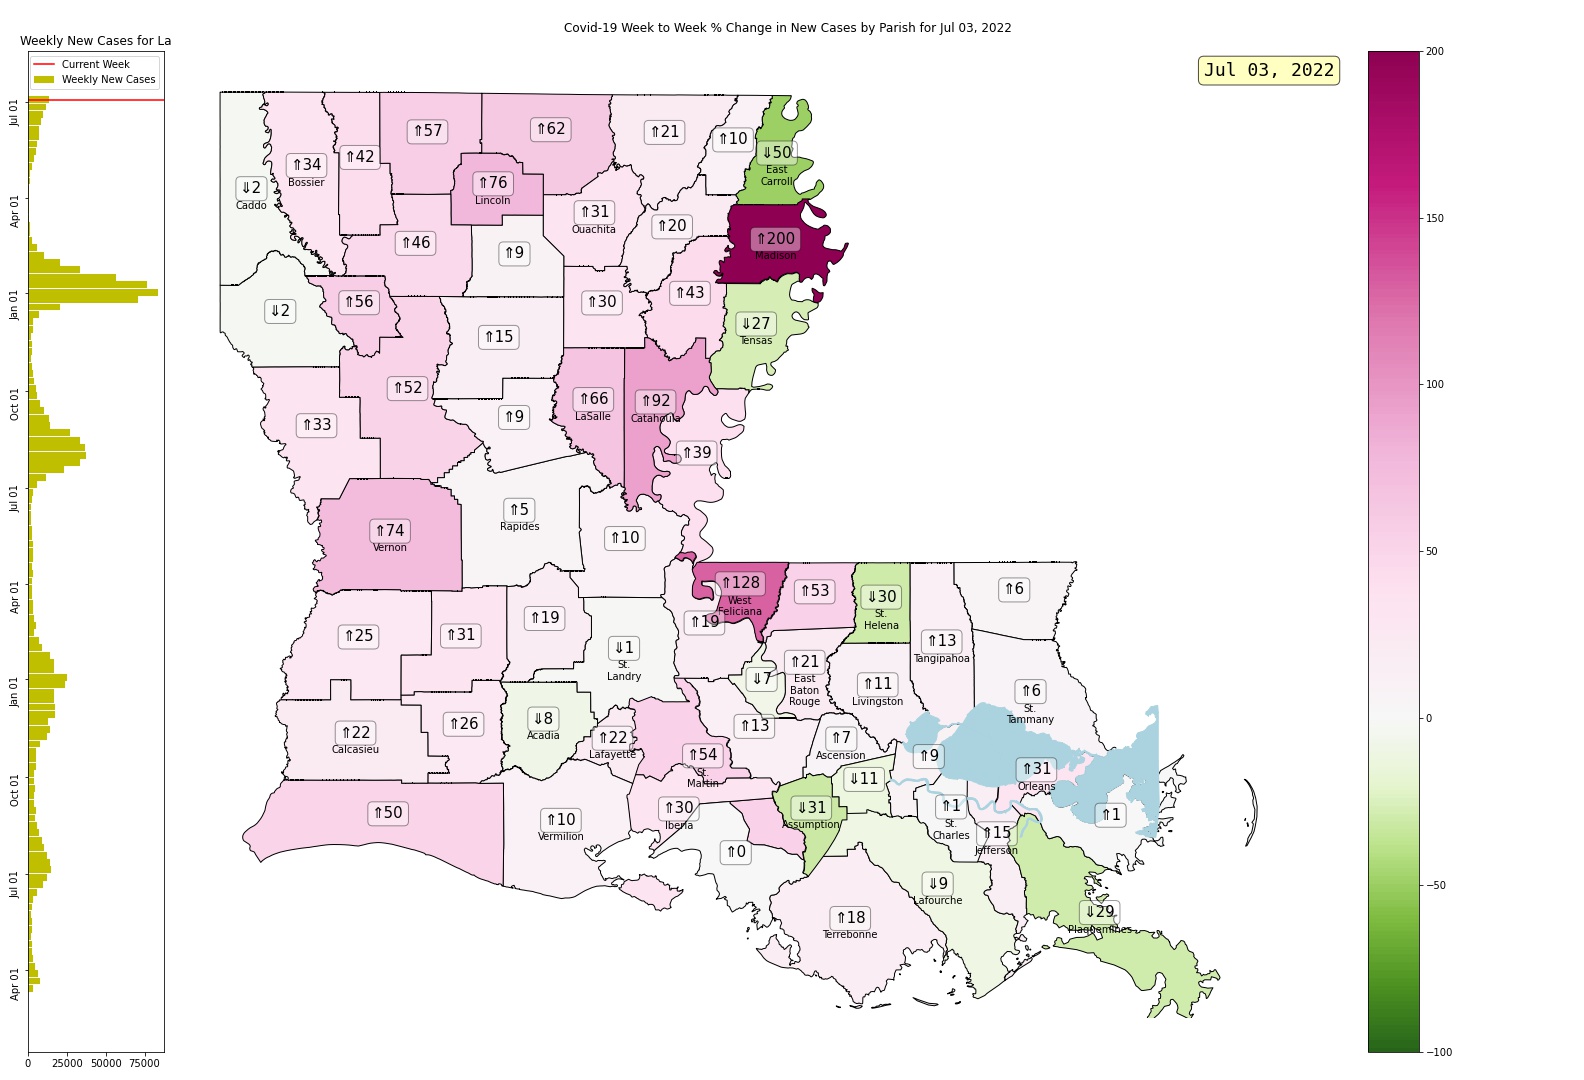 Covid-19 Week to Week % Change in New Cases by Parish for Jul 03, 2022
Weekly New Cases for La
Current Week
Weekly New Cases
Jul 01
Apr 01
Jan 01
Oct 01
Jul 01
Apr 01
Jan 01
Oct 01
Jul 01
Apr 01
0 25000 50000 75000
Jul 03, 2022
⇓2
Caddo
⇑34
Bossier
⇑42
⇑57
⇑62
⇑21
⇑10
⇓50
East
Carroll
⇑76
Lincoln
⇑31
Ouachita
⇑20
⇑200
Madison
⇑46
⇑9
⇓2
⇑56
⇑15
⇑30
⇑43
⇓27
Tensas
⇑52
⇑33
⇑9
⇑66
LaSalle
⇑92
Catahoula
⇑39
⇑74
Vernon
⇑5
Rapides
⇑10
⇑128
West
Feliciana
⇑53
⇓30
St.
Helena
⇑6
⇑25
⇑31
⇑19
⇓1
St.
Landry
⇑19
⇓7
⇑21
East
Baton
Rouge
⇑11
Livingston
⇑13
Tangipahoa
⇑6
St.
Tammany
⇑22
Calcasieu
⇑26
⇓8
Acadia
⇑22
Lafayette
⇑54
St.
Martin
⇑13
⇑7
Ascension
⇑9
⇑31
Orleans
⇑50
⇑10
Vermilion
⇑30
Iberia
⇓31
Assumption
⇓11
⇑1
St.
Charles
⇑15
Jefferson
⇑1
⇑0
⇑18
Terrebonne
⇓9
Lafourche
⇓29
Plaquemines
200
150
100
50
0
−50
−100